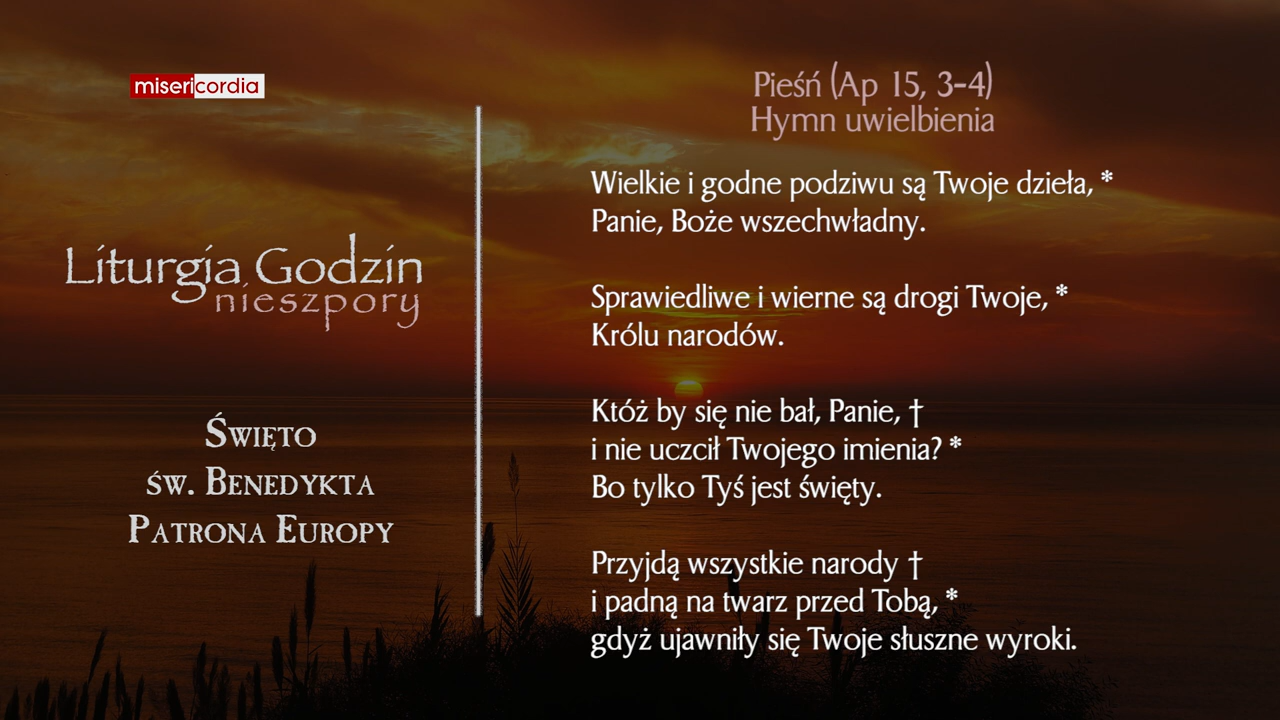 misericordia
Liturgia Godzin
nieszpory
Święto
św. Benedykta
Patrona Europy
Pieśń (Ap 15, 3-4)
Hymn uwielbienia
Wielkie i godne podziwu są Twoje dzieła, *
Panie, Boże wszechwładny.
Sprawiedliwe i wierne są drogi Twoje, *
Królu narodów.
Któż by się nie bał, Panie, †
i nie uczcił Twojego imienia? *
Bo tylko Tyś jest święty.
Przyjdą wszystkie narody †
i padną na twarz przed Tobą, *
gdyż ujawniły się Twoje słuszne wyroki.